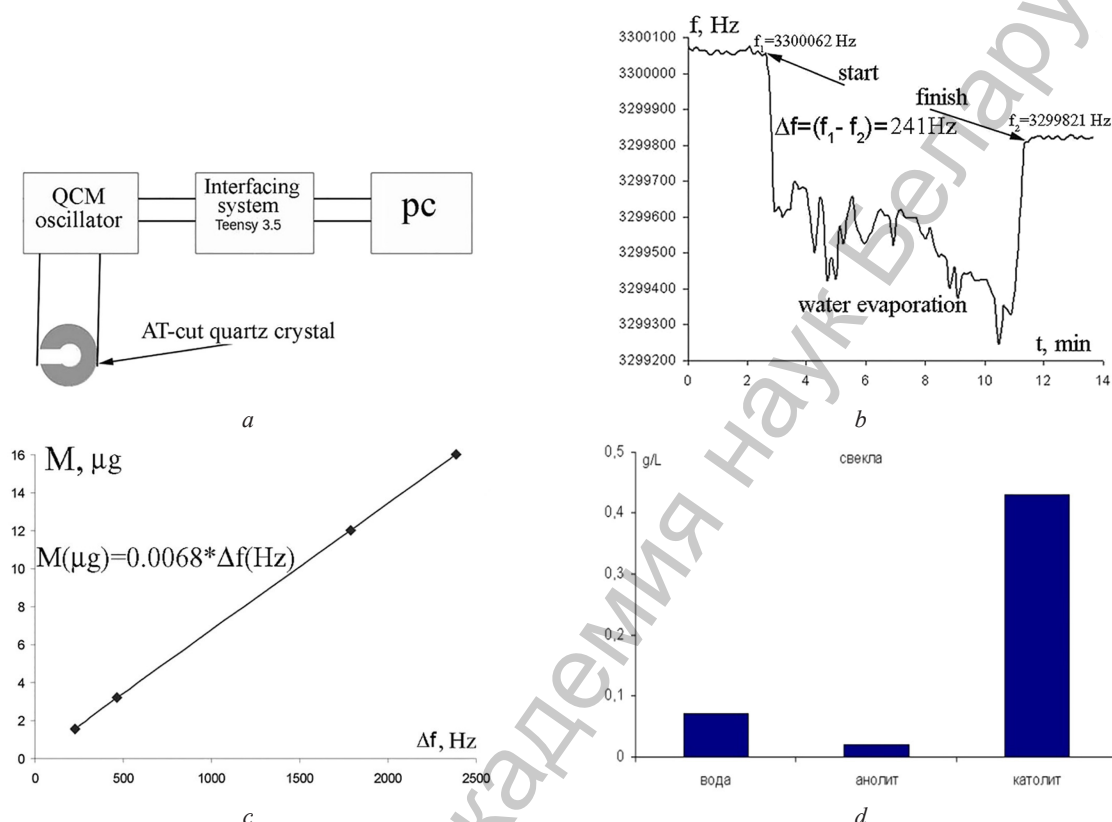 QCM
oscillator
Interfacing
system
Teensy 3.5
pc
AT-cut quartz crystal
a
f, Hz
3300100
3300000
3299900
3299800
3299700
3299600
3299500
3299400
3299300
3299200
f₁=3300062 Hz
start
finish
f₂=3299821 Hz
Δf=(f₁- f₂)=241Hz
water evaporation
t, min
0 2 4 6 8 10 12 14
b
M, μg
16
14
12
10
8
6
4
2
0
M(μg)=0.0068*Δf(Hz)
Δf, Hz
0 500 1000 1500 2000 2500
c
g/L
свекла
0,5
0,4
0,3
0,2
0,1
0
вода анолит католит
d
кадемия наук Белару